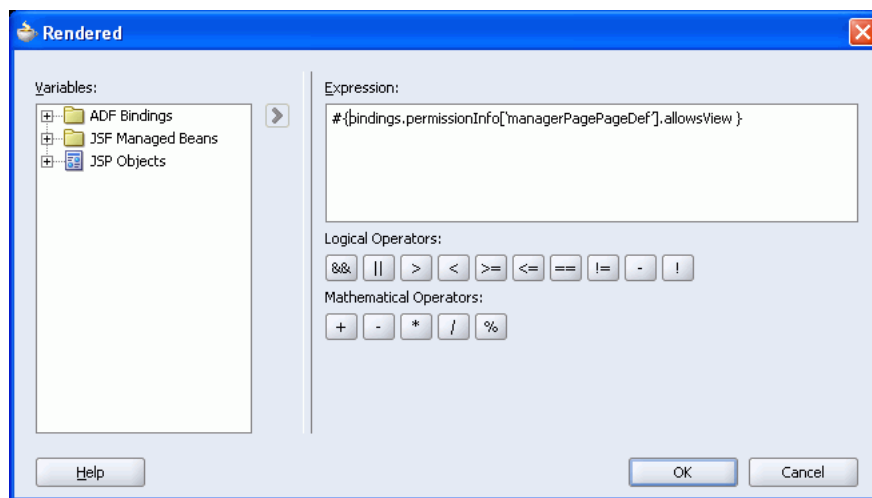 Rendered
Variables:
ADF Bindings
JSF Managed Beans
JSP Objects
Expression:
#{bindings.permissionInfo['managerPagePageDef'].allowsView }
Logical Operators:
&& || > < >= <= == != - !
Mathematical Operators:
+ - * / %
Help
OK
Cancel